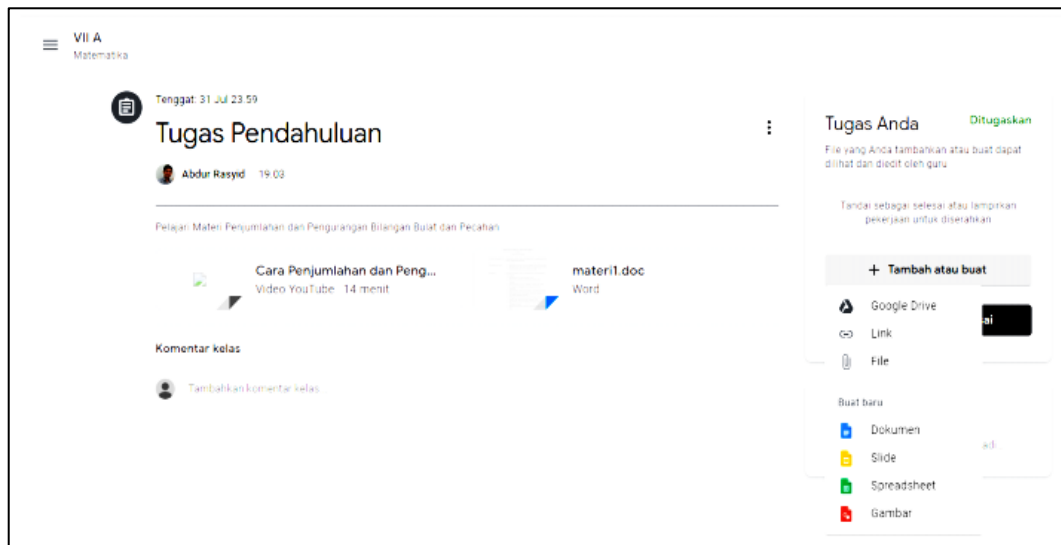 VII A
Matematika
Tenggat: 31 Jul 23.59
Tugas Pendahuluan
Abdur Rasyid 19.03
Pelajari Materi Penjumlahan dan Pengurangan Bilangan Bulat dan Pecahan
Cara Penjumlahan dan Peng...
Video YouTube 14 menit
materi1.doc
Word
Komentar kelas
Tambahkan komentar kelas
Tugas Anda
Ditugaskan
File yang Anda tambahkan atau buat dapat
dilihat dan diedit oleh guru
Tandai sebagai selesai atau lampirkan
pekerjaan untuk diserahkan
+ Tambah atau buat
Google Drive
ai
Link
File
Buat baru
Dokumen
adi
Slide
Spreadsheet
Gambar